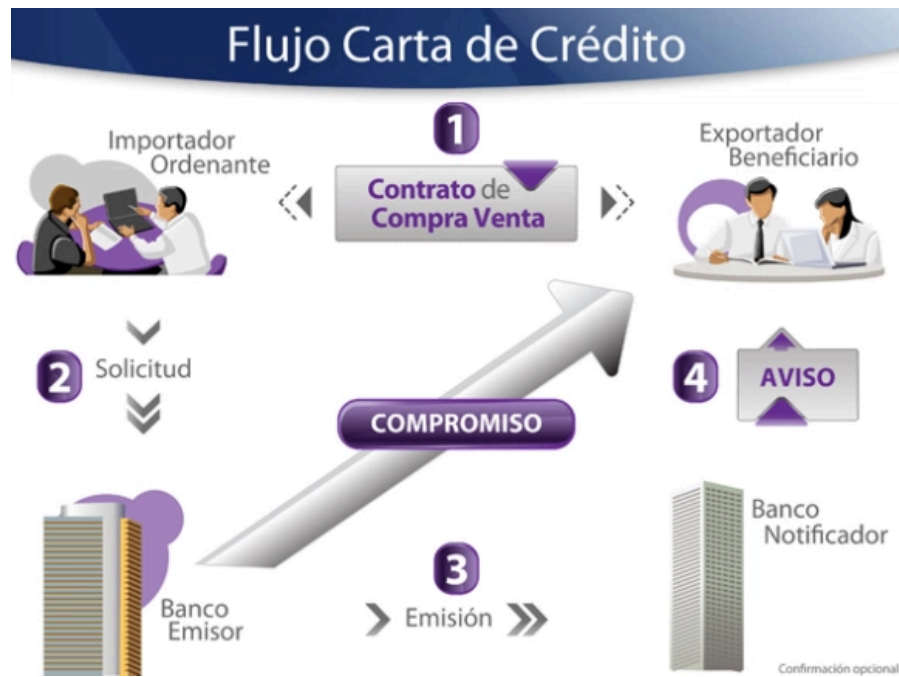 Flujo Carta de Crédito
1
Importador
Ordenante
Contrato de
Compra Venta
Exportador
Beneficiario
2
Solicitud
COMPROMISO
4
AVISO
Banco
Emisor
3
Emisión
Banco
Notificador
Confirmación opcional